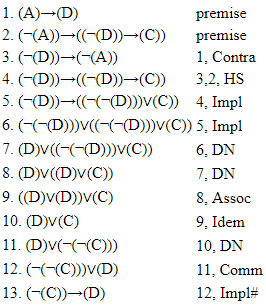 1. (A)→(D) premise
2. (¬(A))→((¬(D))→(C)) premise
3. (¬(D))→(¬(A)) 1, Contra
4. (¬(D))→((¬(D))→(C)) 3,2, HS
5. (¬(D))→((¬(¬(D)))∨(C)) 4, Impl
6. (¬(¬(D)))∨((¬(¬(D)))∨(C)) 5, Impl
7. (D)∨((¬(¬(D)))∨(C)) 6, DN
8. (D)∨((D)∨(C)) 7, DN
9. ((D)∨(D))∨(C) 8, Assoc
10. (D)∨(C) 9, Idem
11. (D)∨(¬(¬(C))) 10, DN
12. (¬(¬(C)))∨(D) 11, Comm
13. (¬(C))→(D) 12, Impl#